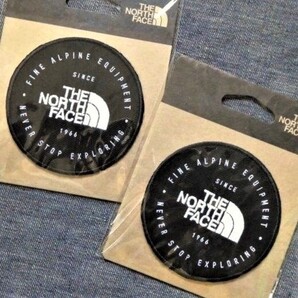 THE
NORTH
FACE
FINE ALPINE EQUIPMENT
SINCE
THE
NORTH
FACE
1966
NEVER STOP EXPLORING
THE
NORTH
FACE
FINE ALPINE EQUIPMENT
SINCE
THE
NORTH
FACE
1966
NEVER STOP EXPLORING